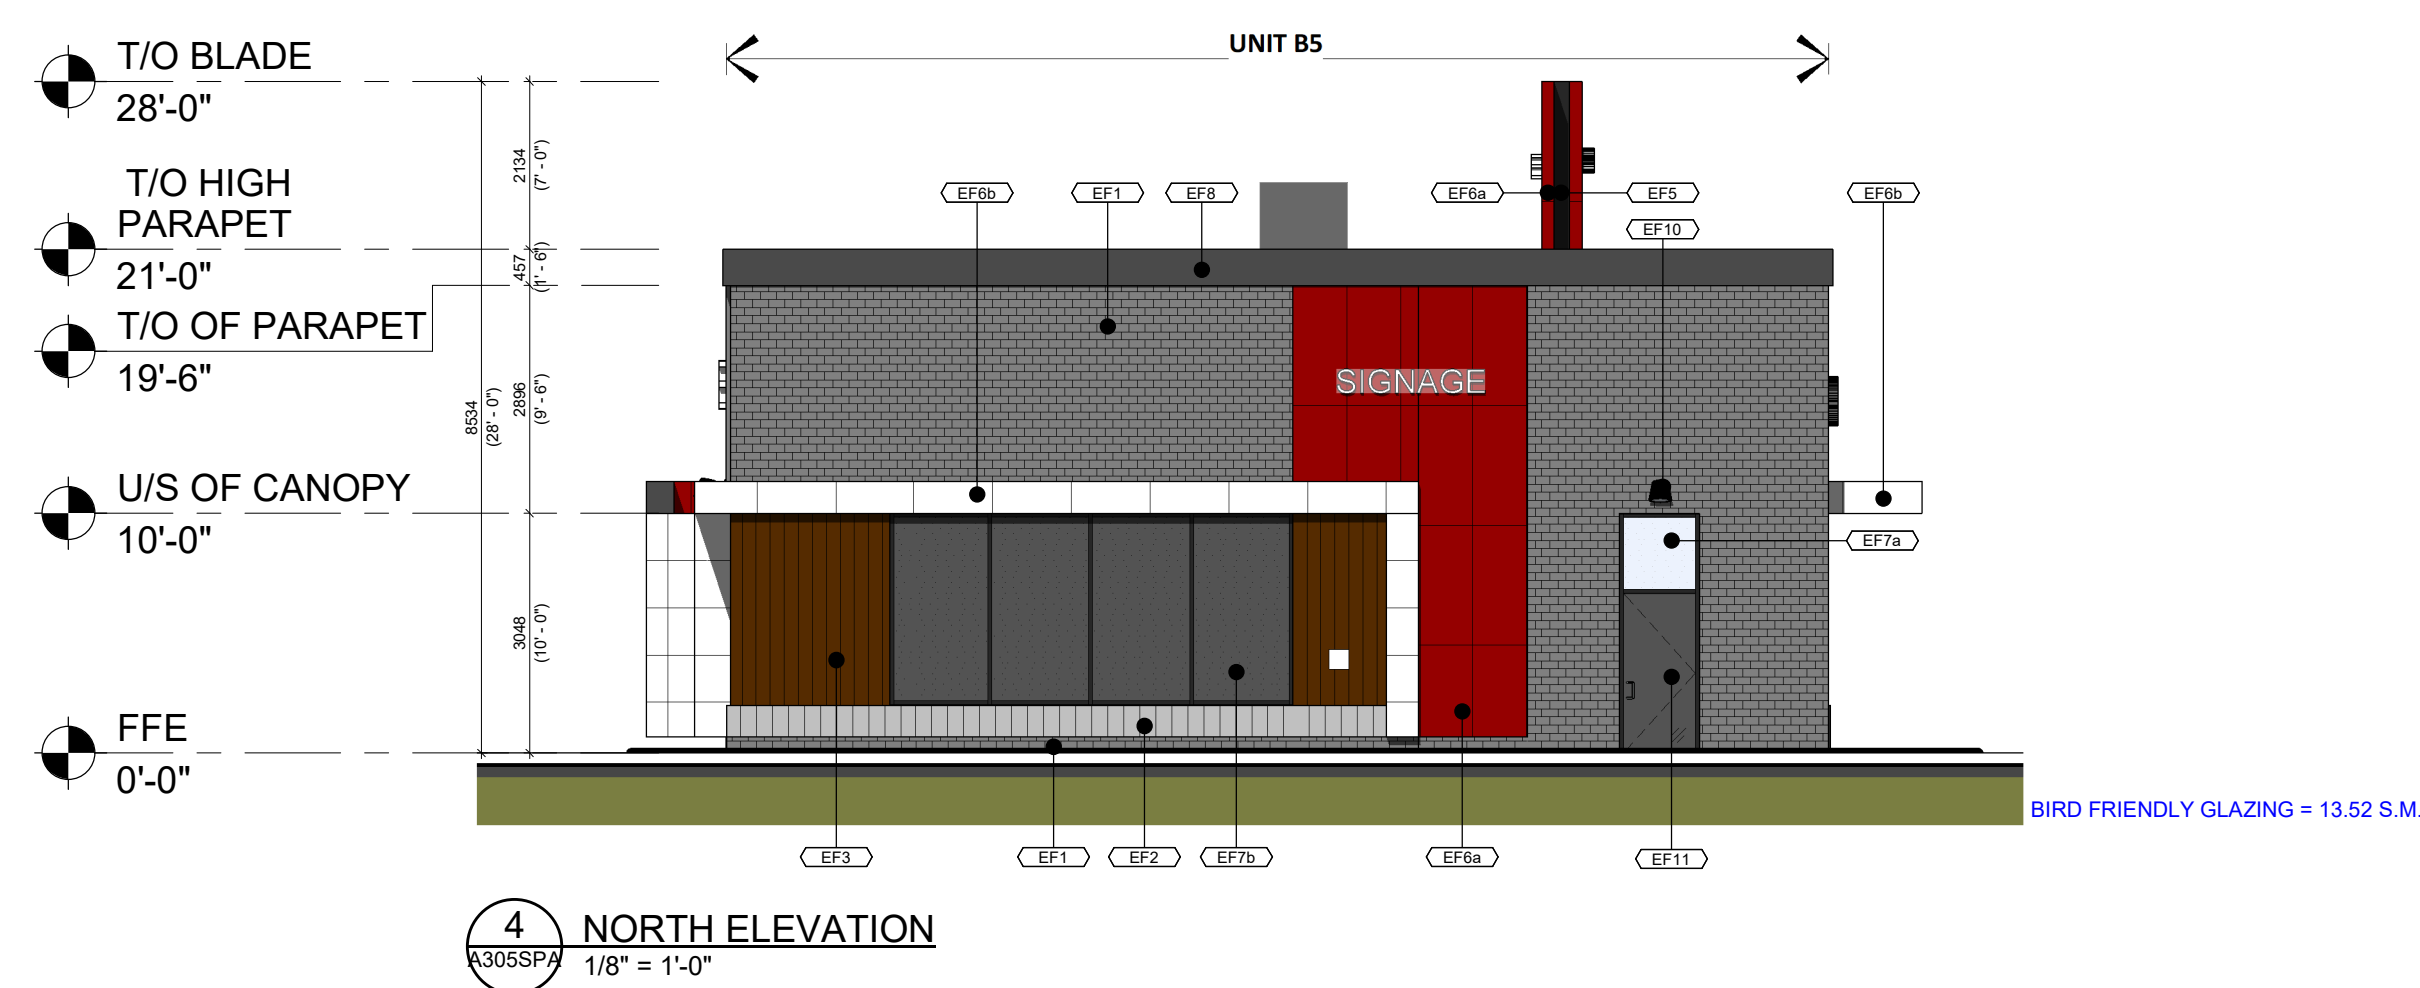 UNIT B5
T/O BLADE
28'-0"
T/O HIGH
PARAPET
21'-0"
T/O OF PARAPET
19'-6"
U/S OF CANOPY
10'-0"
FFE
0'-0"
8534
(28' - 0")
2134
(7' - 0")
457
(1' - 6")
2896
(9' - 6")
3048
(10' - 0")
EF6b
EF1
EF8
EF6a
EF5
EF6b
EF10
SIGNAGE
EF7a
BIRD FRIENDLY GLAZING = 13.52 S.M.
EF3
EF1
EF2
EF7b
EF6a
EF11
4
A305SPA
NORTH ELEVATION
1/8" = 1'-0"